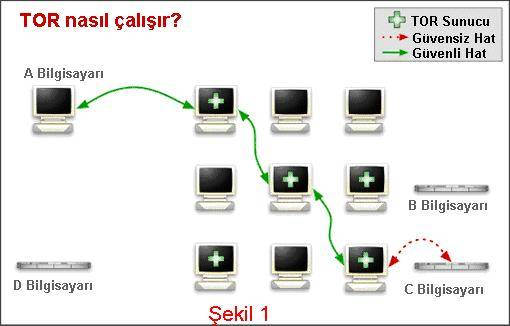 TOR nasıl çalışır?
TOR Sunucu
Güvensiz Hat
Güvenli Hat
A Bilgisayarı
B Bilgisayarı
D Bilgisayarı
C Bilgisayarı
Şekil 1